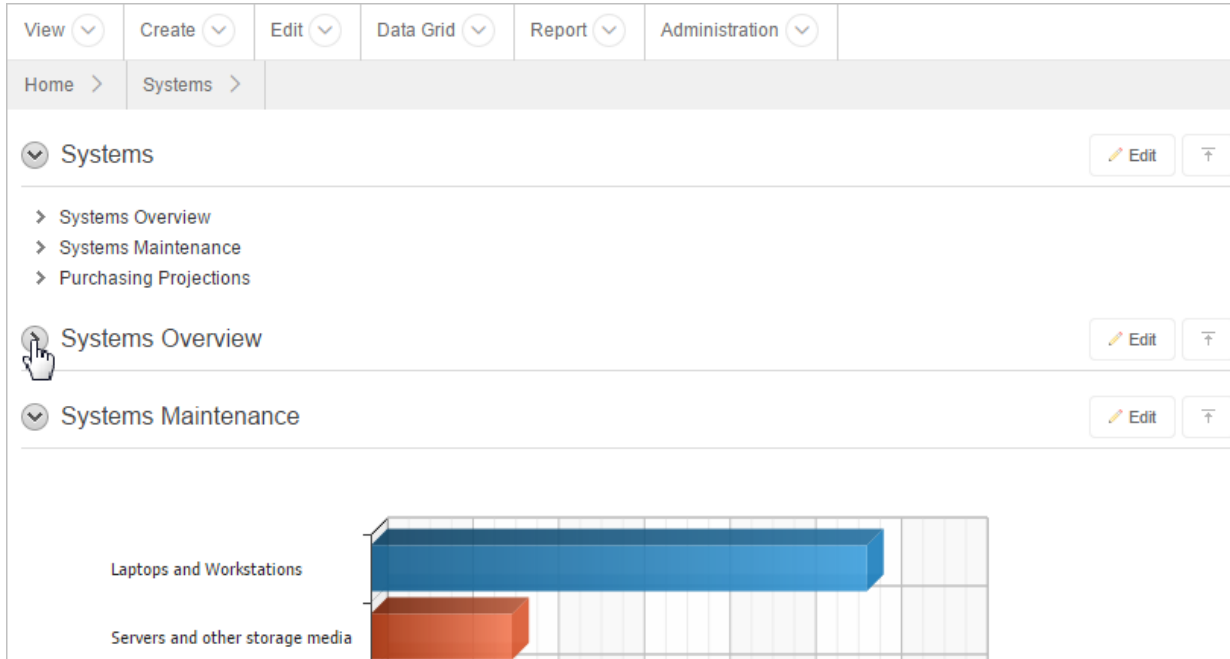 View Create Edit Data Grid Report Administration
Home Systems
Systems Edit
Systems Overview
Systems Maintenance
Purchasing Projections
Systems Overview Edit
Systems Maintenance Edit
Laptops and Workstations
Servers and other storage media